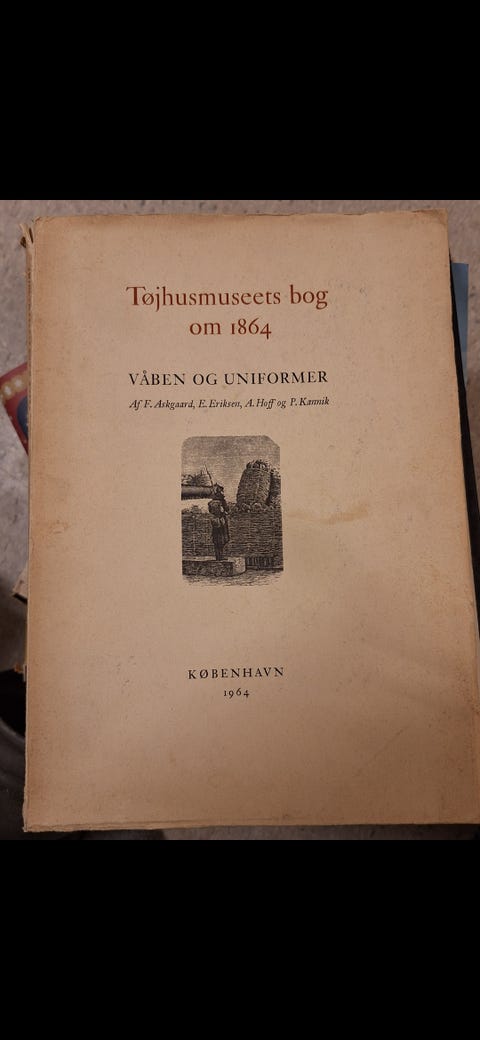 Tøjhusmuseets bog
om 1864
VÅBEN OG UNIFORMER
Af F. Askgaard, E. Eriksen, A. Hoff og P. Kannik
KØBENHAVN
1964